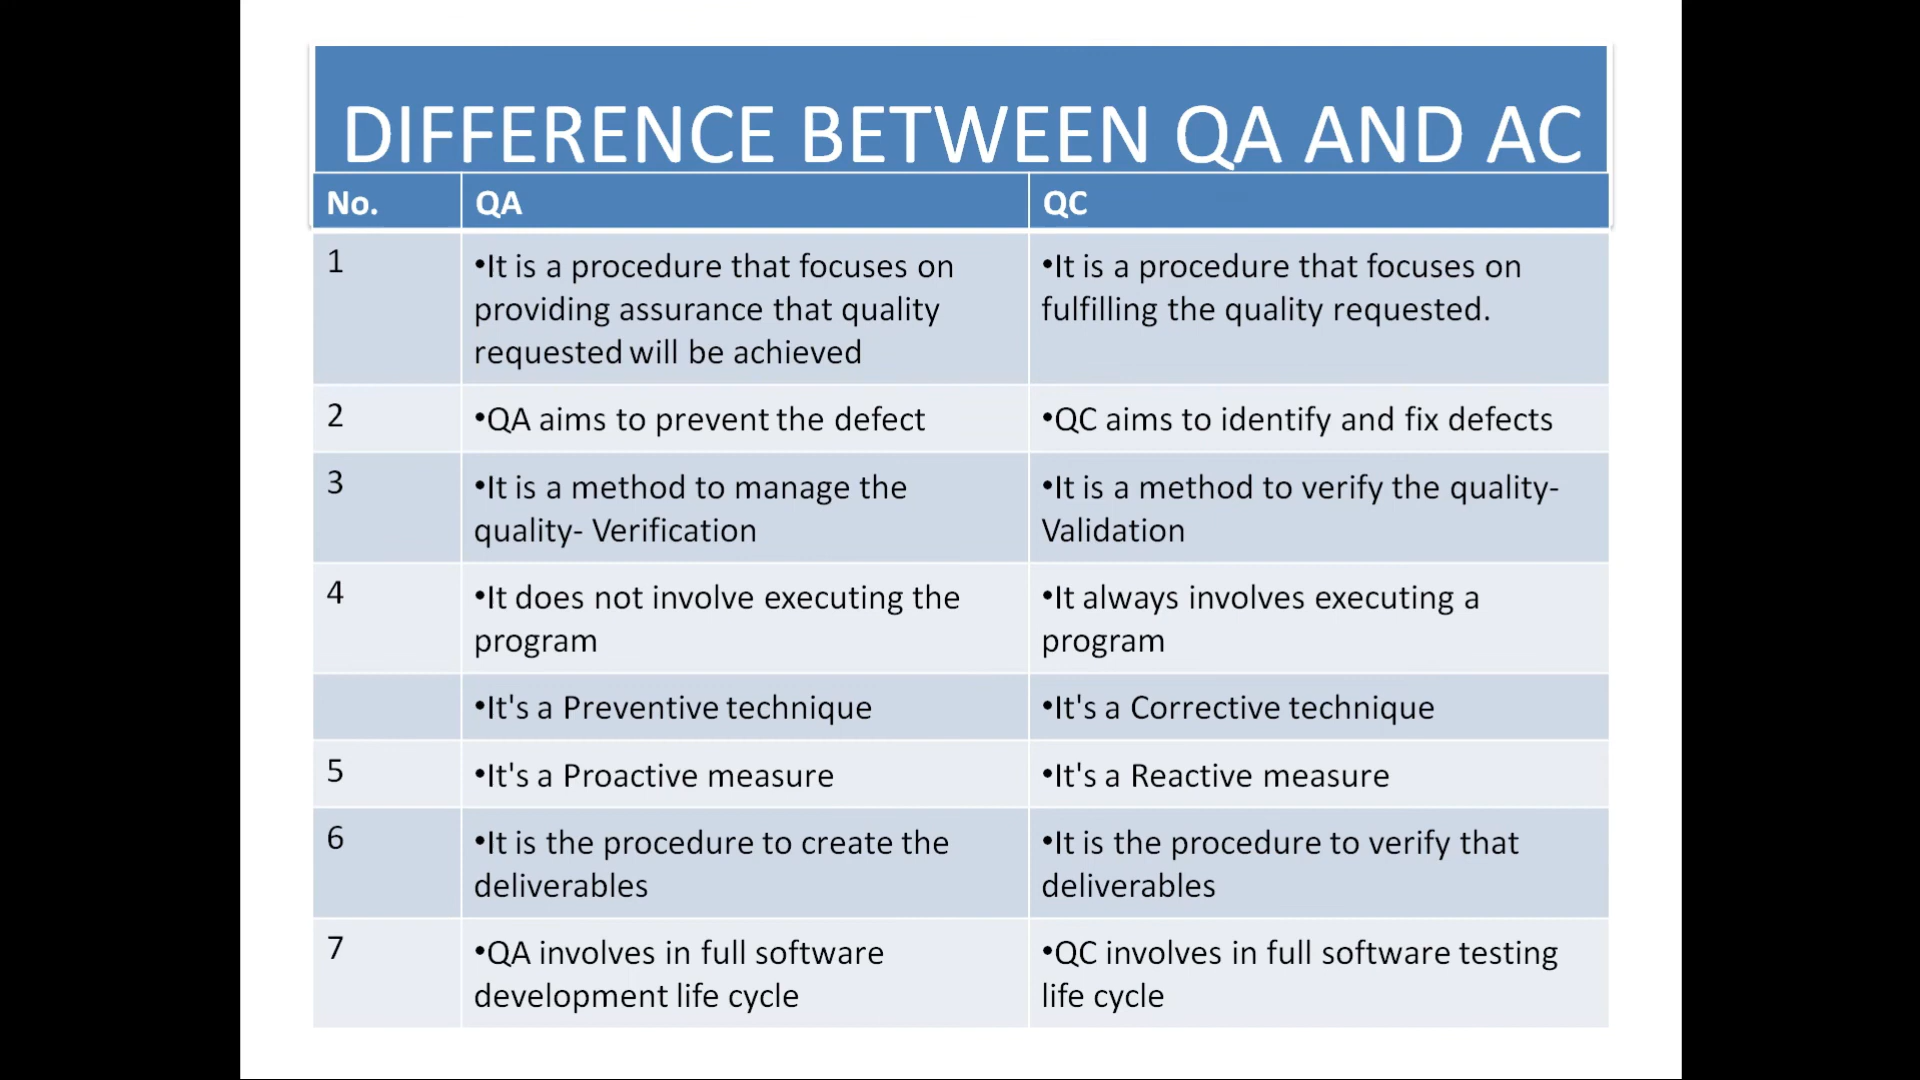 DIFFERENCE BETWEEN QA AND AC
No. QA QC
1 •It is a procedure that focuses on •It is a procedure that focuses on
providing assurance that quality fulfilling the quality requested.
requested will be achieved
2 •QA aims to prevent the defect •QC aims to identify and fix defects
3 •It is a method to manage the •It is a method to verify the quality-
quality- Verification Validation
4 •It does not involve executing the •It always involves executing a
program program
•It's a Preventive technique •It's a Corrective technique
5 •It's a Proactive measure •It's a Reactive measure
6 •It is the procedure to create the •It is the procedure to verify that
deliverables deliverables
7 •QA involves in full software •QC involves in full software testing
development life cycle life cycle